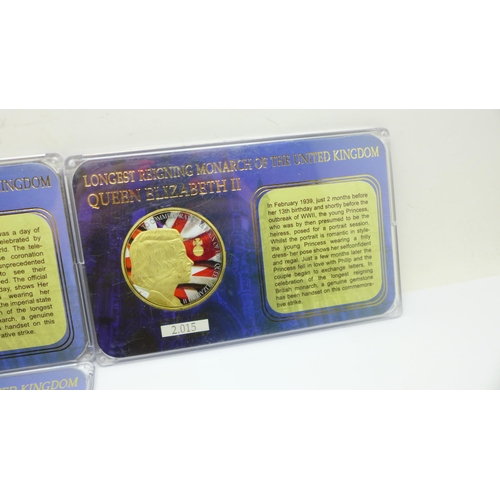 LONGEST REIGNING MONARCH OF THE UNITED KINGDOM
QUEEN ELIZABETH II
In February 1939, just 2 months before
her 13th birthday and shortly before the
outbreak of WWII, the young Princess,
who was by then presumed to be the
heiress, posed for a portrait session.
Whilst the portrait is romantic in style-
the young Princess wearing a frilly
dress- her pose shows her selfconfident
and regal. Just a few months later the
Princess fell in love with Philip and the
couple began to exchange letters. In
celebration of the longest reigning
British monarch, a genuine gemstone
has been handset on this commemora-
tive strike.
2.015
KINGDOM
was a day of
celebrated by
The tele-
coronation
unprecedented
to see their
The official
day, shows Her
wearing her
the imperial state
of the longest
monarch, a genuine
handset on this
strike.
UNITED KINGDOM